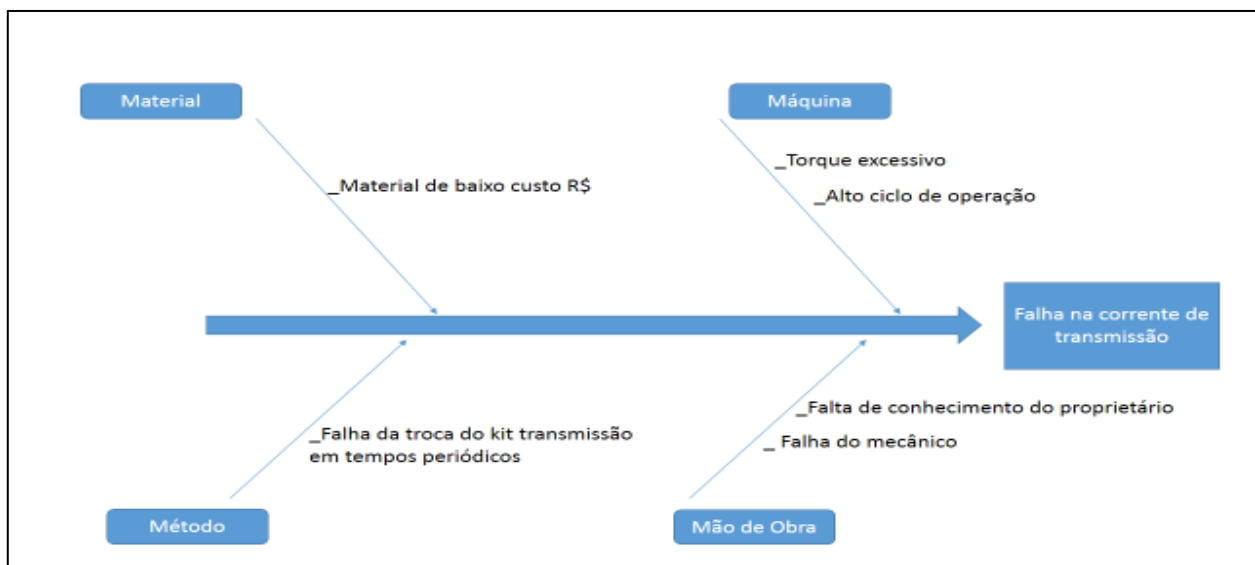 Material
Máquina
_Torque excessivo
_Material de baixo custo R$
_Alto ciclo de operação
Falha na corrente de
transmissão
_Falta de conhecimento do proprietário
_Falha da troca do kit transmissão
em tempos periódicos
_ Falha do mecânico
Método
Mão de Obra